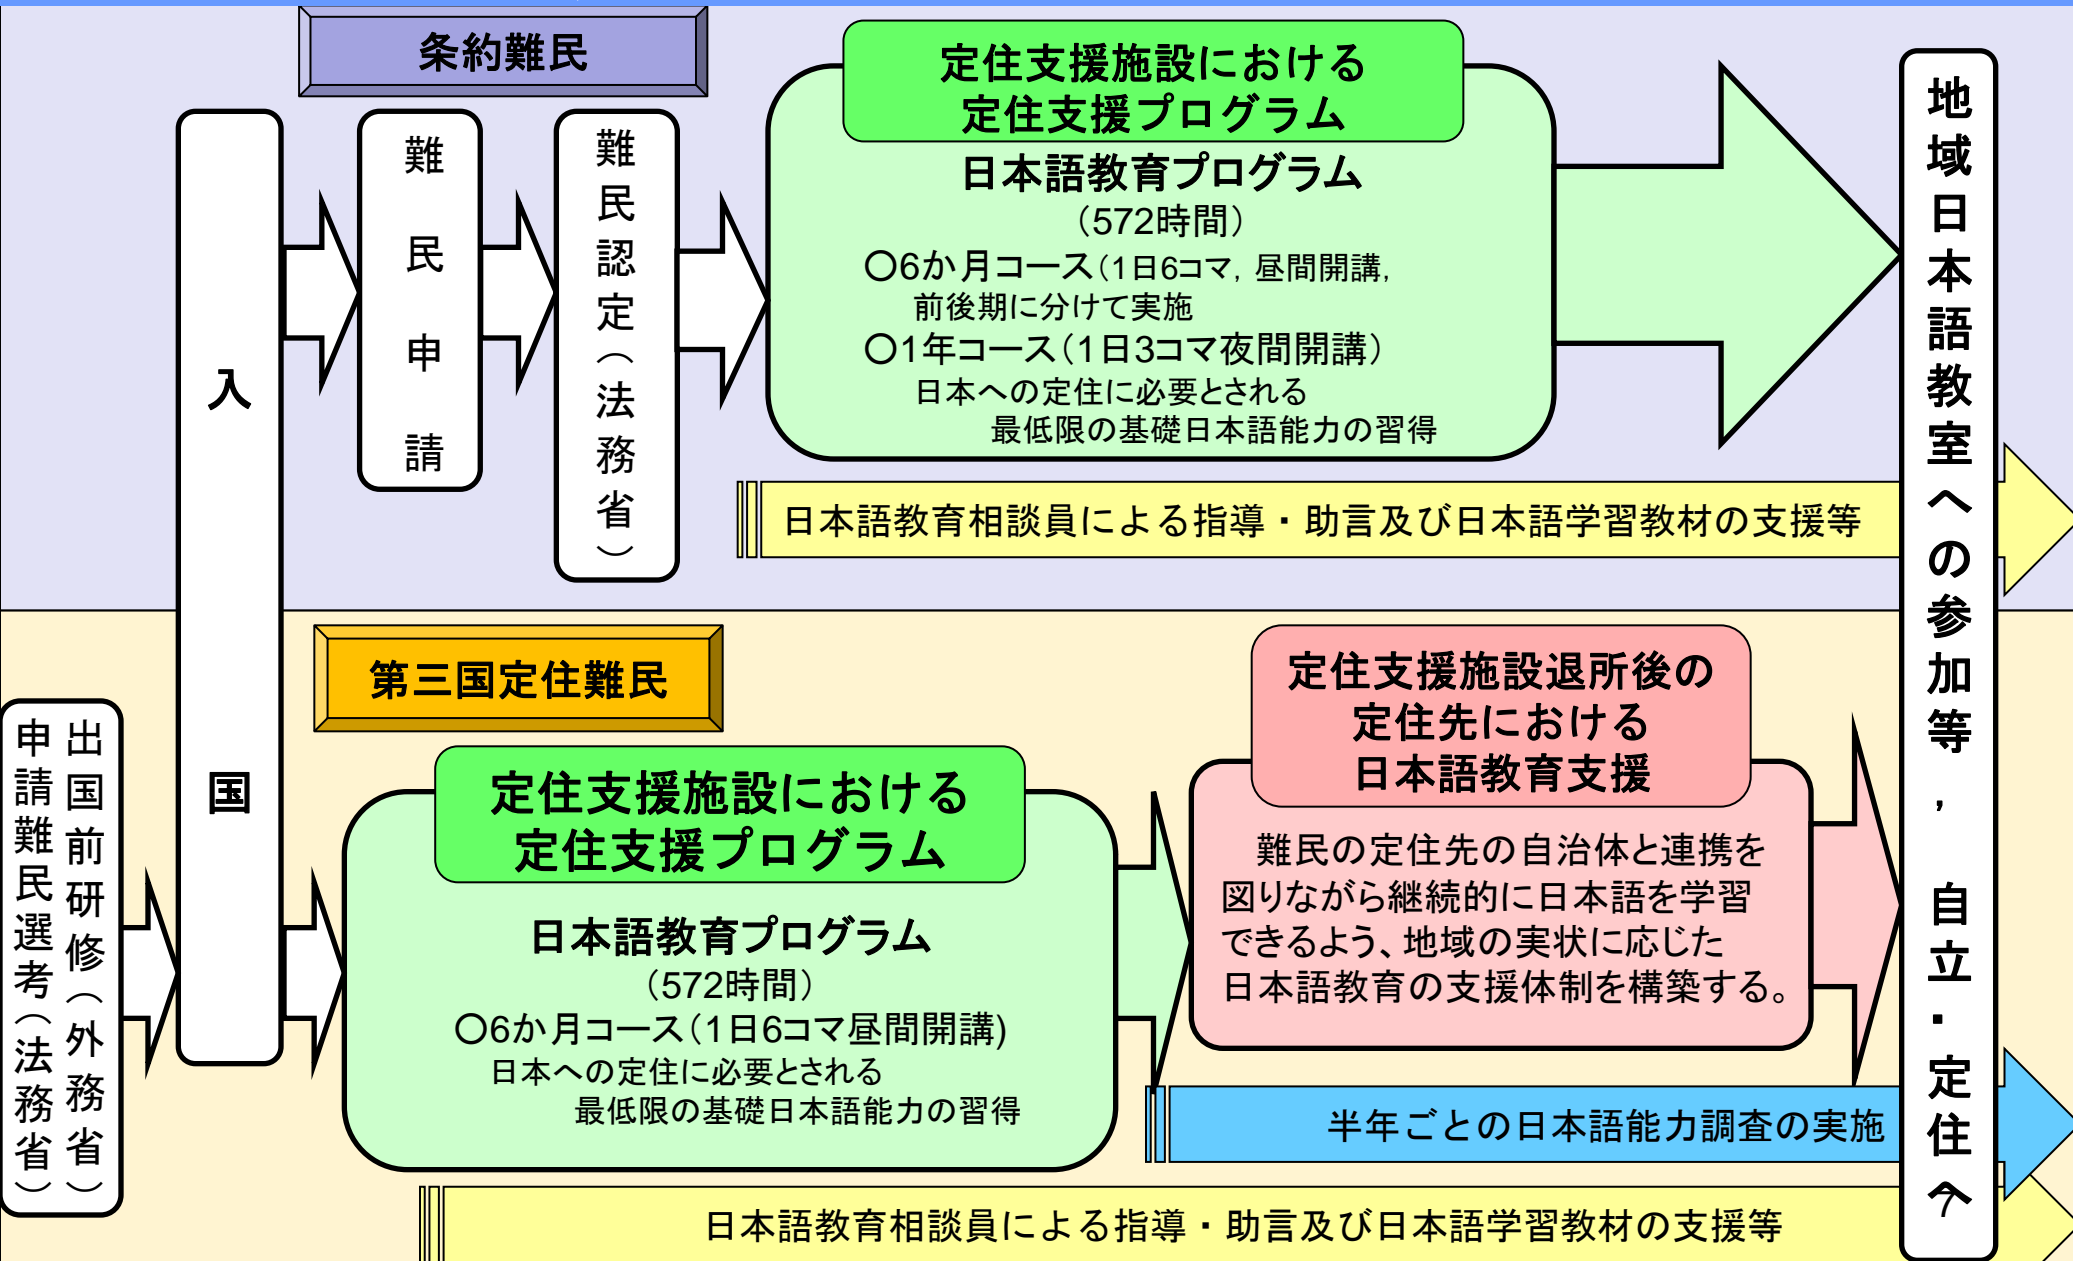 条約難民
入国
難民申請
難民認定（法務省）
定住支援施設における
定住支援プログラム
日本語教育プログラム
（572時間）
〇6か月コース（1日6コマ，昼間開講，
前後期に分けて実施
〇1年コース（1日3コマ夜間開講）
日本への定住に必要とされる
最低限の基礎日本語能力の習得
日本語教育相談員による指導・助言及び日本語学習教材の支援等
地域日本語教室への参加等，自立・定住へ
第三国定住難民
出国前研修（外務省）
申請難民選考（法務省）
定住支援施設における
定住支援プログラム
日本語教育プログラム
（572時間）
〇6か月コース（1日6コマ昼間開講)
日本への定住に必要とされる
最低限の基礎日本語能力の習得
定住支援施設退所後の
定住先における
日本語教育支援
難民の定住先の自治体と連携を
図りながら継続的に日本語を学習
できるよう、地域の実状に応じた
日本語教育の支援体制を構築する。
半年ごとの日本語能力調査の実施
日本語教育相談員による指導・助言及び日本語学習教材の支援等